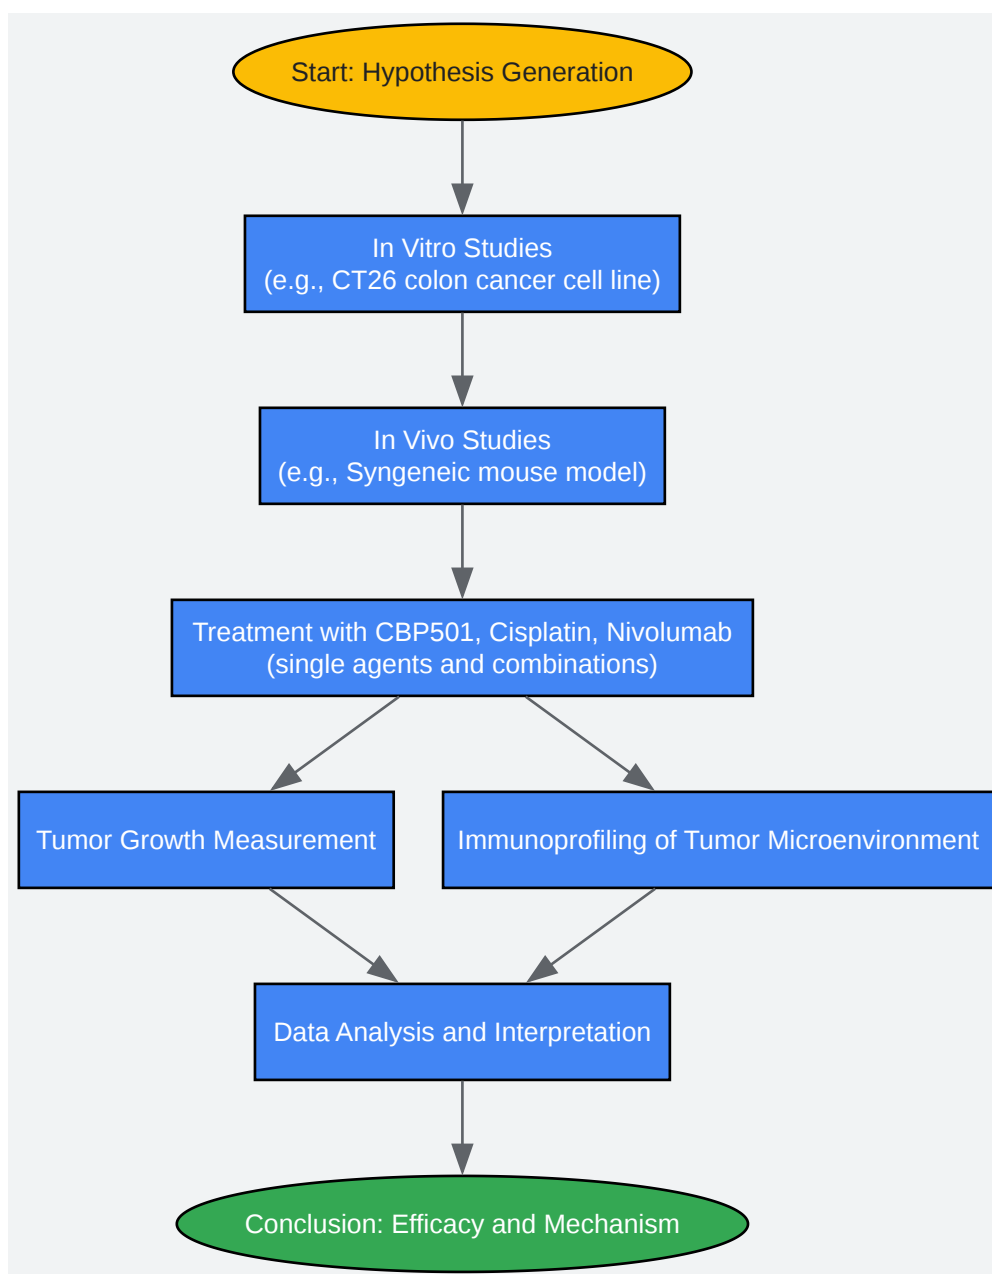 Start: Hypothesis Generation
In Vitro Studies
(e.g., CT26 colon cancer cell line)
In Vivo Studies
(e.g., Syngeneic mouse model)
Treatment with CBP501, Cisplatin, Nivolumab
(single agents and combinations)
Tumor Growth Measurement
Immunoprofiling of Tumor Microenvironment
Data Analysis and Interpretation
Conclusion: Efficacy and Mechanism